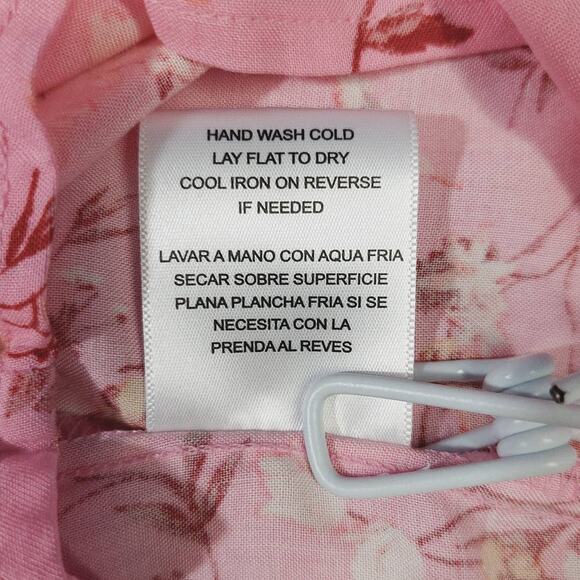 HAND WASH COLD
LAY FLAT TO DRY
COOL IRON ON REVERSE
IF NEEDED
LAVAR A MANO CON AQUA FRIA
SECAR SOBRE SUPERFICIE
PLANA PLANCHA FRIA SI SE
NECESITA CON LA
PRENDA AL REVES